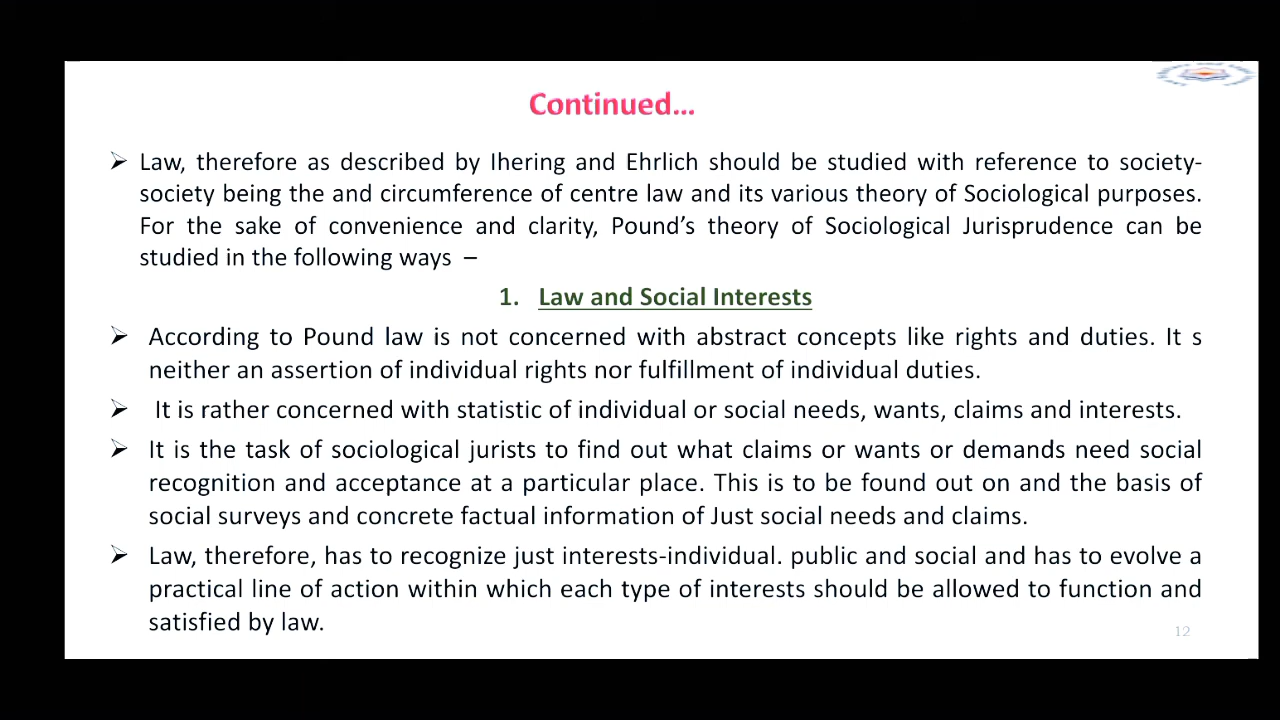 Continued...
➢ Law, therefore as described by Ihering and Ehrlich should be studied with reference to society-
society being the and circumference of centre law and its various theory of Sociological purposes.
For the sake of convenience and clarity, Pound's theory of Sociological Jurisprudence can be
studied in the following ways –
1. Law and Social Interests
➢ According to Pound law is not concerned with abstract concepts like rights and duties. It s
neither an assertion of individual rights nor fulfillment of individual duties.
➢ It is rather concerned with statistic of individual or social needs, wants, claims and interests.
➢ It is the task of sociological jurists to find out what claims or wants or demands need social
recognition and acceptance at a particular place. This is to be found out on and the basis of
social surveys and concrete factual information of Just social needs and claims.
➢ Law, therefore, has to recognize just interests-individual. public and social and has to evolve a
practical line of action within which each type of interests should be allowed to function and
satisfied by law.
12